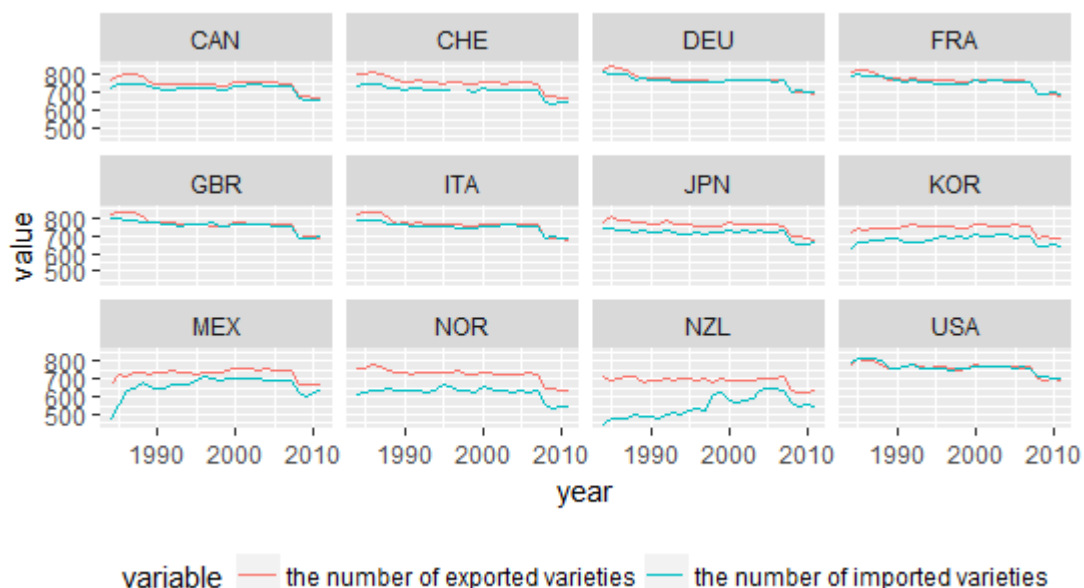 CAN CHE DEU FRA
800
700
600
500
GBR ITA JPN KOR
800
700
600
500
value
MEX NOR NZL USA
800
700
600
500
1990 2000 2010 1990 2000 2010 1990 2000 2010 1990 2000 2010
year
variable the number of exported varieties the number of imported varieties